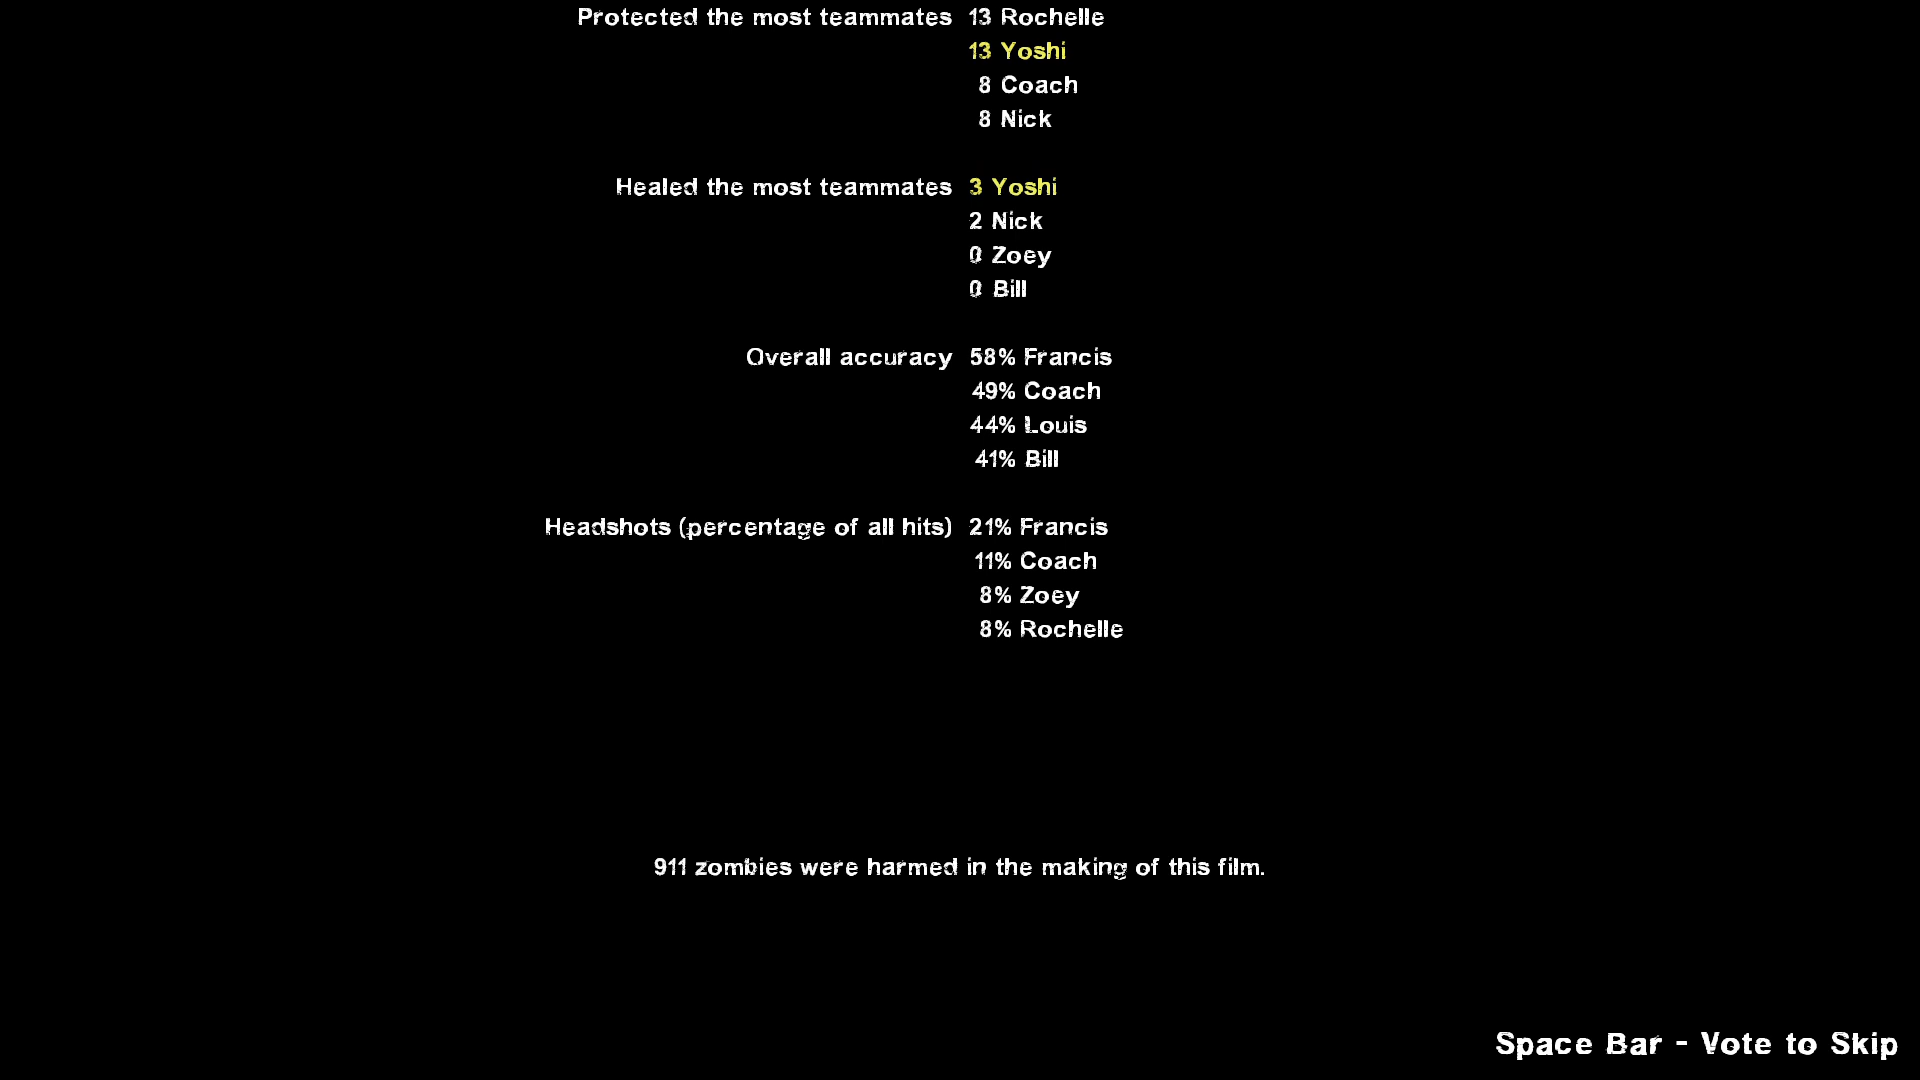 Protected the most teammates 13 Rochelle
13 Yoshi
8 Coach
8 Nick
Healed the most teammates 3 Yoshi
2 Nick
0 Zoey
0 Bill
Overall accuracy 58% Francis
49% Coach
44% Louis
41% Bill
Headshots (percentage of all hits) 21% Francis
11% Coach
8% Zoey
8% Rochelle
911 zombies were harmed in the making of this film.
Space Bar - Vote to Skip